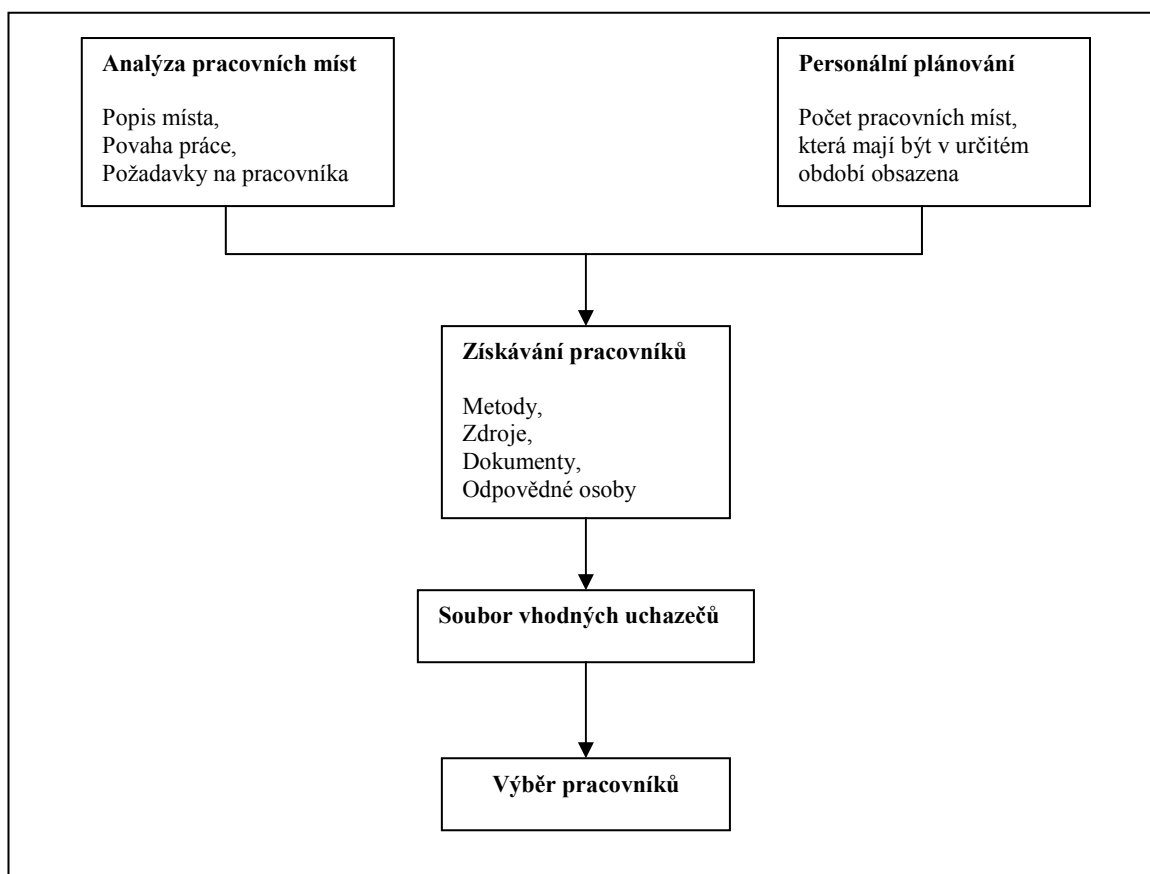 Analýza pracovních míst
Popis místa,
Povaha práce,
Požadavky na pracovníka
Personální plánování
Počet pracovních míst,
která mají být v určitém
období obsazena
Získávání pracovníků
Metody,
Zdroje,
Dokumenty,
Odpovědné osoby
Soubor vhodných uchazečů
Výběr pracovníků